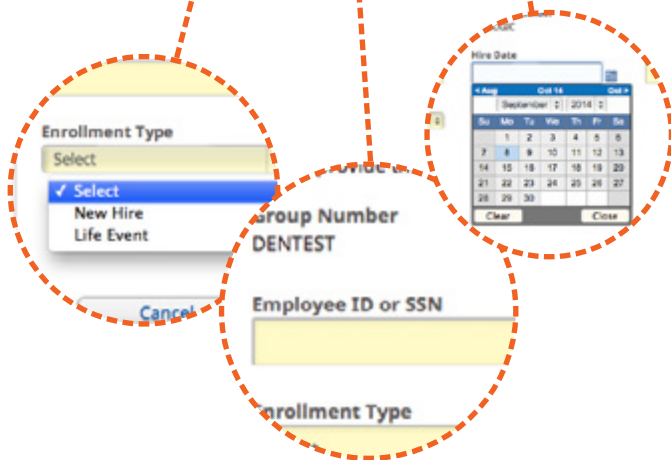 Enrollment Type
Select
✓ Select
New Hire
Life Event
Cancel
Group Number
DENTEST
Employee ID or SSN
Enrollment Type
Hire Date
< Aug Oct >
September 2014
Su Mo Tu We Th Fr Sa
1 2 3 4 5 6
7 8 9 10 11 12 13
14 15 16 17 18 19 20
21 22 23 24 25 26 27
28 29 30
Clear Close